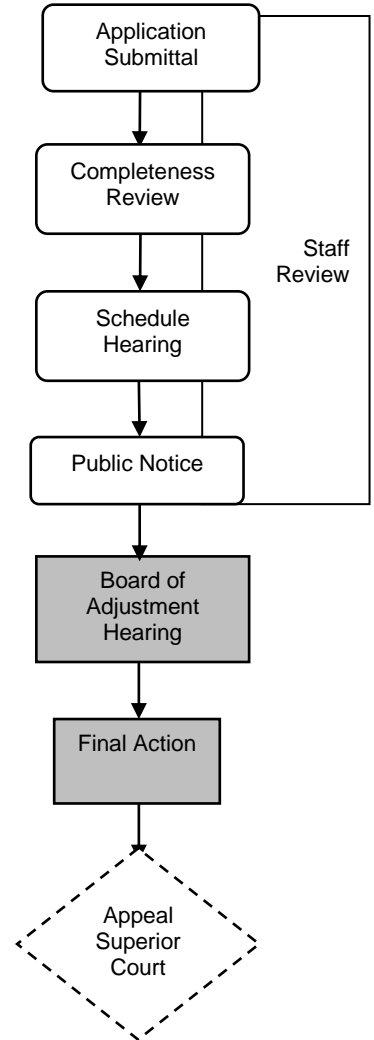 Application
Submittal
Completeness
Review
Staff
Review
Schedule
Hearing
Public Notice
Board of
Adjustment
Hearing
Final Action
Appeal
Superior
Court